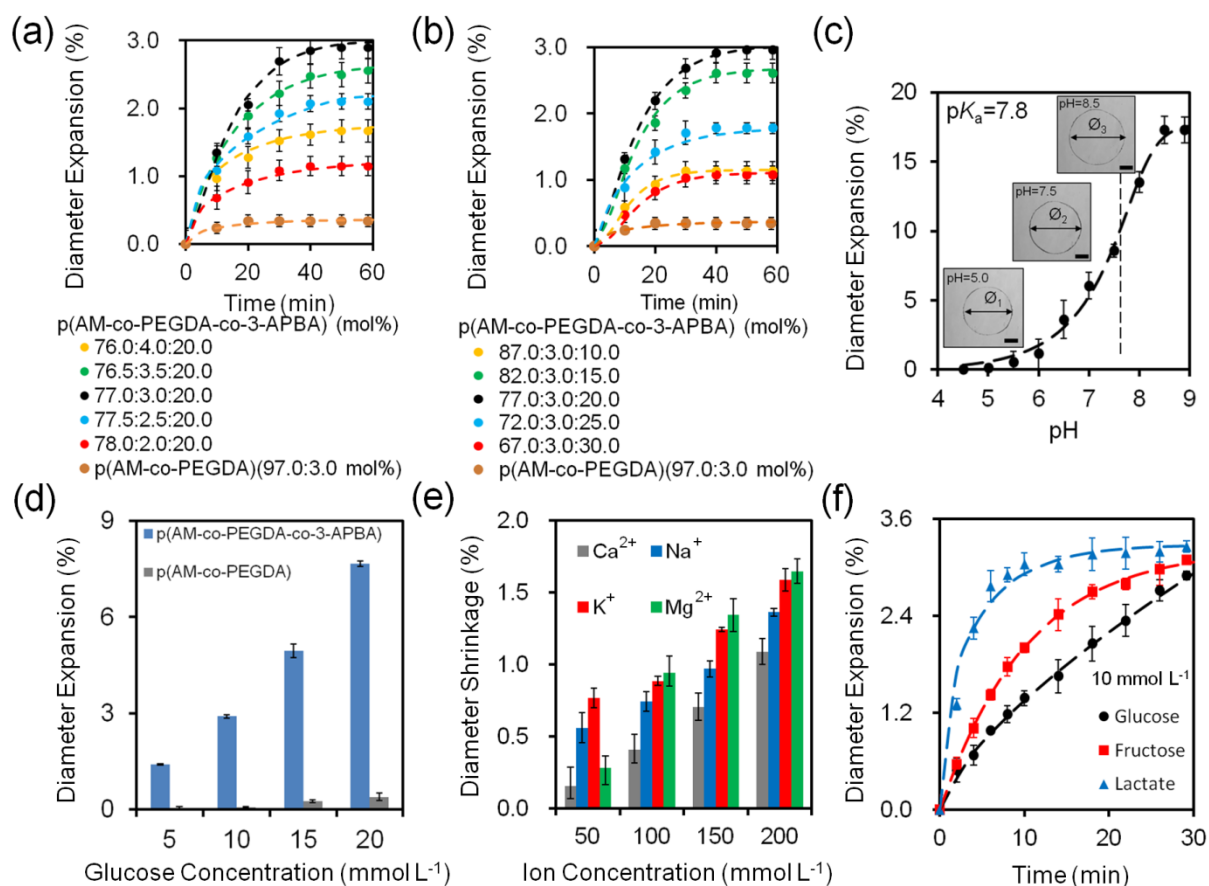 (a)
Diameter Expansion (%)
3.0
2.0
1.0
0.0
0 20 40 60
Time (min)
p(AM-co-PEGDA-co-3-APBA) (mol%)
76.0:4.0:20.0
76.5:3.5:20.0
77.0:3.0:20.0
77.5:2.5:20.0
78.0:2.0:20.0
p(AM-co-PEGDA)(97.0:3.0 mol%)
(b)
Diameter Expansion (%)
3.0
2.0
1.0
0.0
0 20 40 60
Time (min)
p(AM-co-PEGDA-co-3-APBA) (mol%)
87.0:3.0:10.0
82.0:3.0:15.0
77.0:3.0:20.0
72.0:3.0:25.0
67.0:3.0:30.0
p(AM-co-PEGDA)(97.0:3.0 mol%)
(c)
Diameter Expansion (%)
20
15
10
5
0
pKa=7.8
pH=8.5
Ø3
pH=7.5
Ø2
pH=5.0
Ø1
4 5 6 7 8 9
pH
(d)
Diameter Expansion (%)
9
6
3
0
p(AM-co-PEGDA-co-3-APBA)
p(AM-co-PEGDA)
5 10 15 20
Glucose Concentration (mmol L-1)
(e)
Diameter Shrinkage (%)
2.0
1.5
1.0
0.5
0.0
Ca2+ Na+
K+ Mg2+
50 100 150 200
Ion Concentration (mmol L-1)
(f)
Diameter Expansion (%)
3.6
2.4
1.2
0.0
10 mmol L-1
Glucose
Fructose
Lactate
0 10 20 30
Time (min)